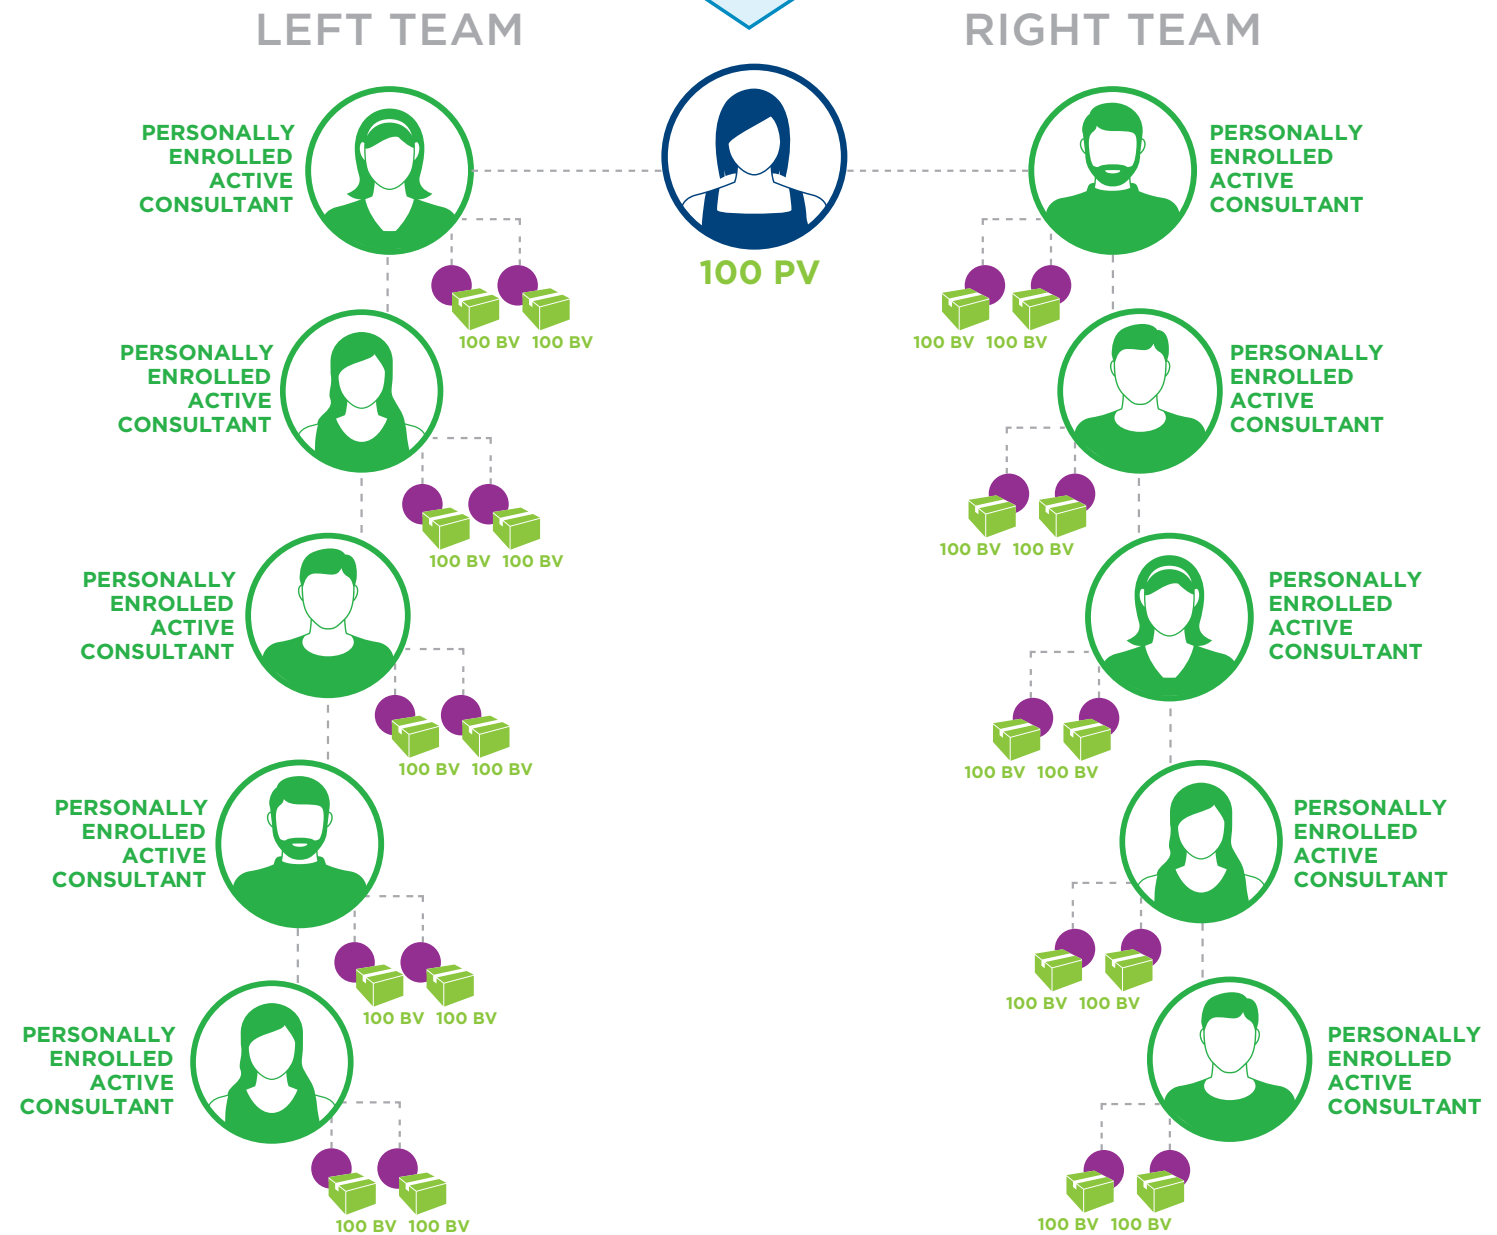 LEFT TEAM
RIGHT TEAM
PERSONALLY
ENROLLED
ACTIVE
CONSULTANT
100 PV
PERSONALLY
ENROLLED
ACTIVE
CONSULTANT
100 BV 100 BV
100 BV 100 BV
PERSONALLY
ENROLLED
ACTIVE
CONSULTANT
PERSONALLY
ENROLLED
ACTIVE
CONSULTANT
100 BV 100 BV
100 BV 100 BV
PERSONALLY
ENROLLED
ACTIVE
CONSULTANT
PERSONALLY
ENROLLED
ACTIVE
CONSULTANT
100 BV 100 BV
100 BV 100 BV
PERSONALLY
ENROLLED
ACTIVE
CONSULTANT
PERSONALLY
ENROLLED
ACTIVE
CONSULTANT
100 BV 100 BV
100 BV 100 BV
PERSONALLY
ENROLLED
ACTIVE
CONSULTANT
PERSONALLY
ENROLLED
ACTIVE
CONSULTANT
100 BV 100 BV
100 BV 100 BV